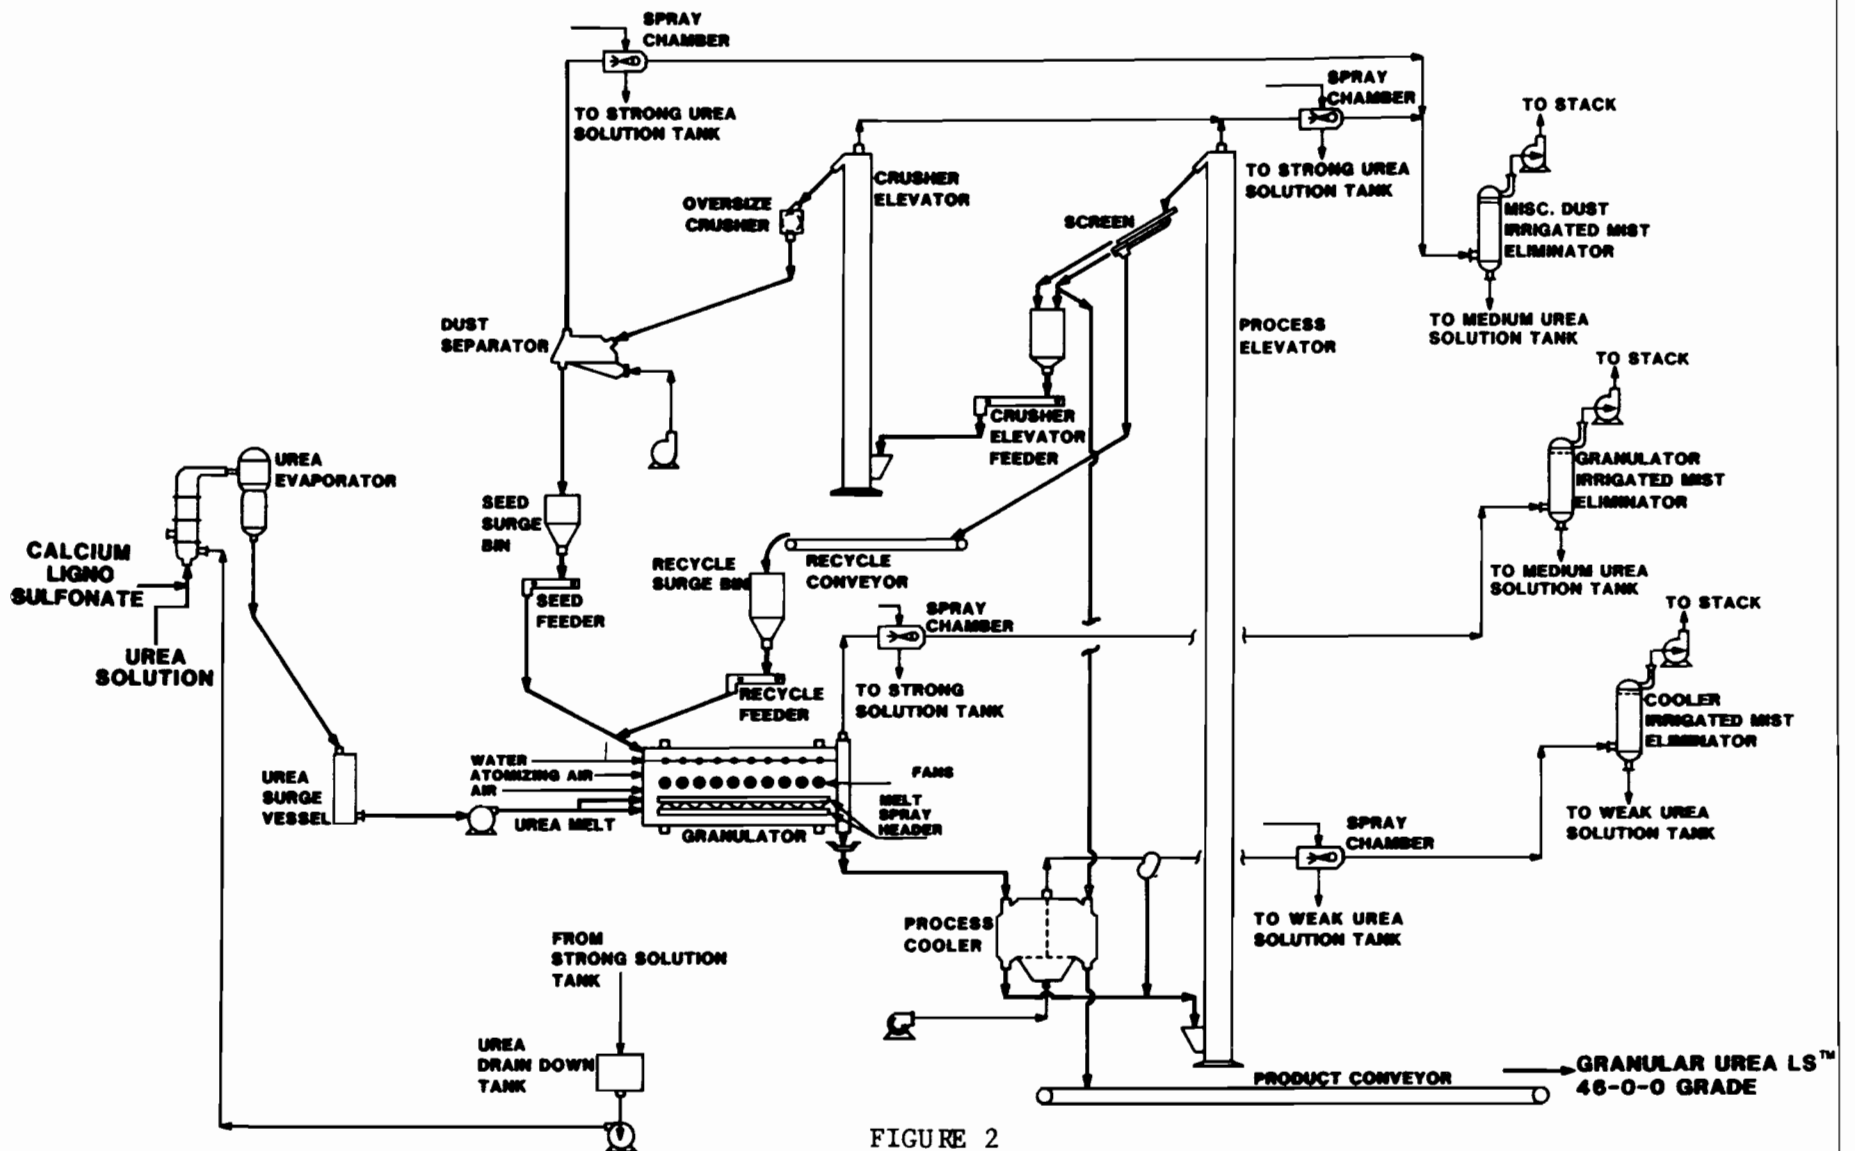 SPRAY
CHAMBER
TO STRONG UREA
SOLUTION TANK
SPRAY
CHAMBER
TO STRONG UREA
SOLUTION TANK
TO STACK
MISC. DUST
IRRIGATED MIST
ELIMINATOR
TO MEDIUM UREA
SOLUTION TANK
CRUSHER
ELEVATOR
OVERSIZE
CRUSHER
SCREEN
DUST
SEPARATOR
PROCESS
ELEVATOR
CRUSHER
ELEVATOR
FEEDER
TO STACK
GRANULATOR
IRRIGATED MIST
ELIMINATOR
TO MEDIUM UREA
SOLUTION TANK
UREA
EVAPORATOR
SEED
SURGE
BIN
CALCIUM
LIGNO
SULFONATE
UREA
SOLUTION
SEED
FEEDER
RECYCLE
SURGE BIN
RECYCLE
CONVEYOR
SPRAY
CHAMBER
TO STRONG
SOLUTION TANK
RECYCLE
FEEDER
TO STACK
COOLER
IRRIGATED MIST
ELIMINATOR
TO WEAK UREA
SOLUTION TANK
WATER
ATOMIZING AIR
AIR
FANS
MELT
SPRAY
HEADER
UREA
SURGE
VESSEL
UREA MELT
GRANULATOR
SPRAY
CHAMBER
TO WEAK UREA
SOLUTION TANK
PROCESS
COOLER
FROM
STRONG SOLUTION
TANK
UREA
DRAIN DOWN
TANK
PRODUCT CONVEYOR
GRANULAR UREA LS™
46-0-0 GRADE
FIGURE 2